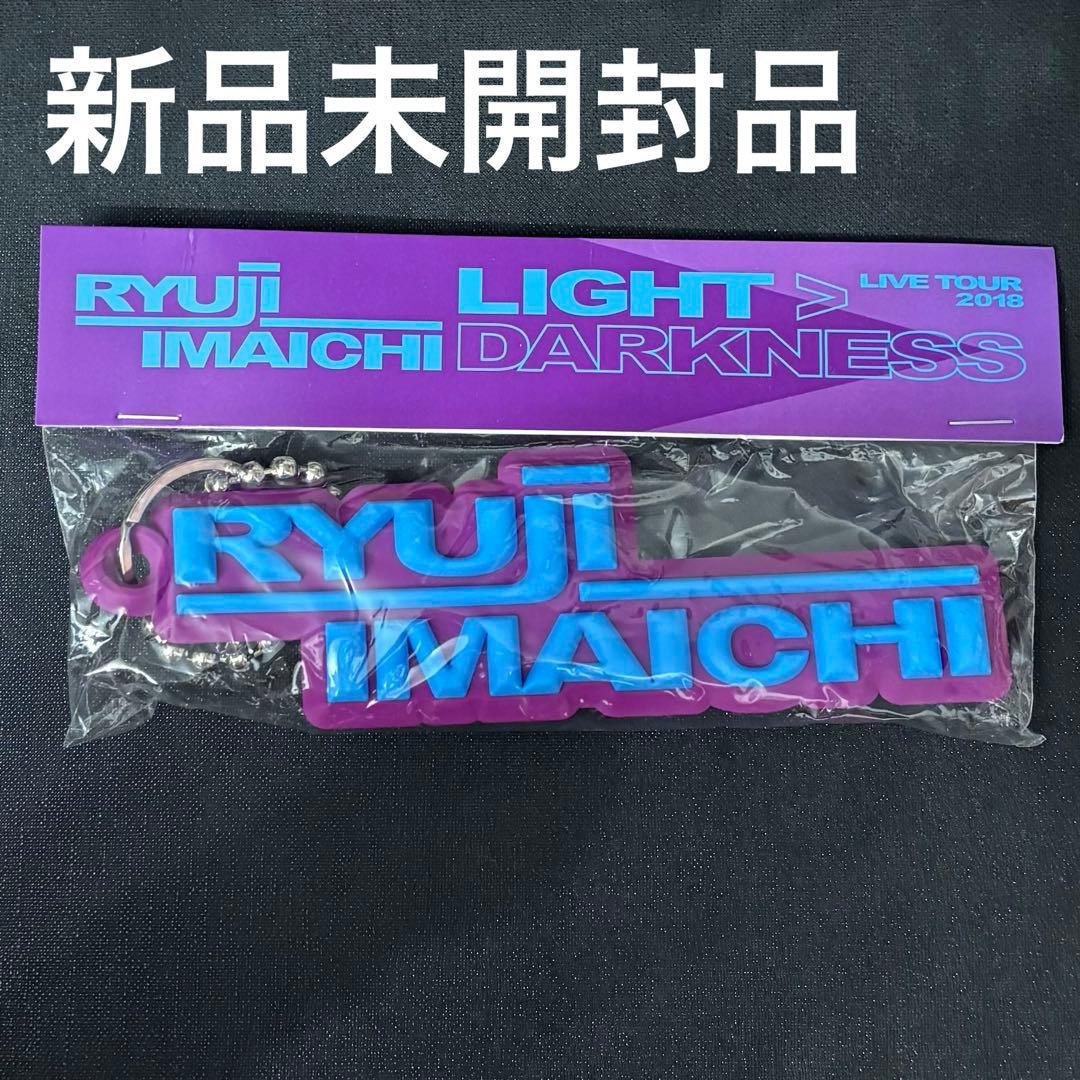 新品未開封品
RYUJI
IMAICHI
LIGHT >
DARKNESS
LIVE TOUR
2018
RYUJI
IMAICHI